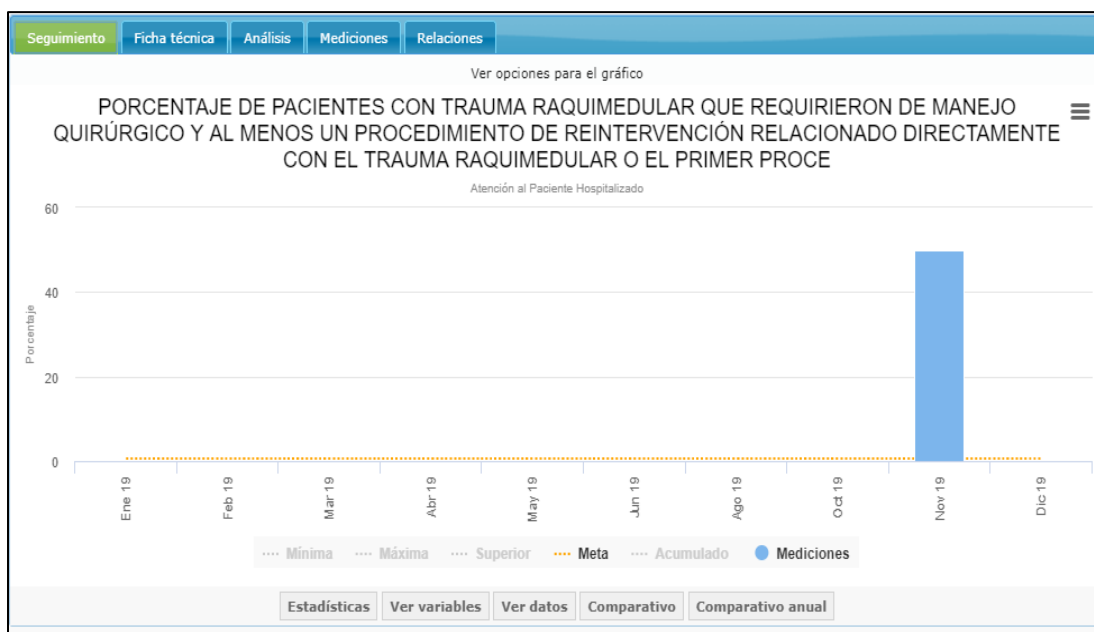 Seguimiento Ficha técnica Análisis Mediciones Relaciones
Ver opciones para el gráfico
PORCENTAJE DE PACIENTES CON TRAUMA RAQUIMEDULAR QUE REQUIRIERON DE MANEJO
QUIRÚRGICO Y AL MENOS UN PROCEDIMIENTO DE REINTERVENCIÓN RELACIONADO DIRECTAMENTE
CON EL TRAUMA RAQUIMEDULAR O EL PRIMER PROCE
Atención al Paciente Hospitalizado
60
40
20
0
Porcentaje
Ene 19
Feb 19
Mar 19
Abr 19
May 19
Jun 19
Ago 19
Oct 19
Nov 19
Dic 19
Mínima Máxima Superior Meta Acumulado Mediciones
Estadísticas Ver variables Ver datos Comparativo Comparativo anual